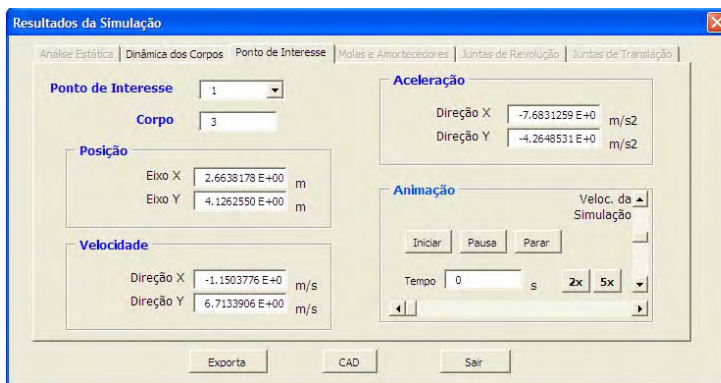 Resultados da Simulação
Análise Estática Dinâmica dos Corpos Ponto de Interesse Molas e Amortecedores Juntas de Revolução Juntas de Translação
Ponto de Interesse 1
Corpo 3
Posição
Eixo X 2.6638178 E+00 m
Eixo Y 4.1262550 E+00 m
Velocidade
Direção X -1.1503776 E+0 m/s
Direção Y 6.7133906 E+00 m/s
Aceleração
Direção X -7.6831259 E+0 m/s2
Direção Y -4.2648531 E+0 m/s2
Animação
Veloc. da
Simulação
Iniciar Pausa Parar
Tempo 0 s 2x 5x
Exporta CAD Sair